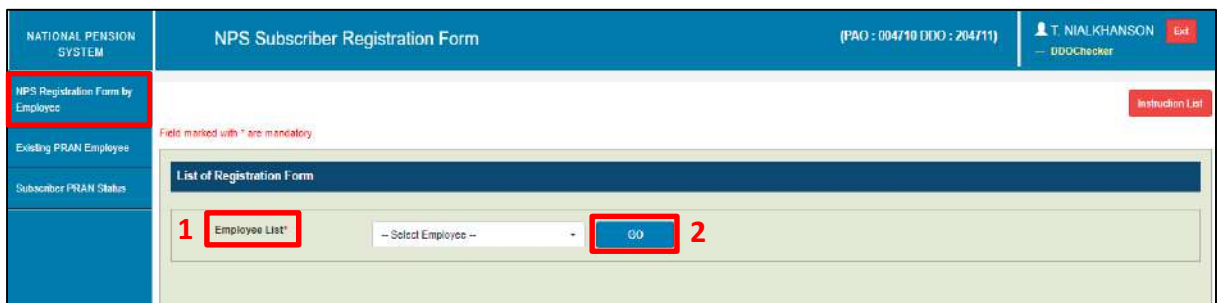 NATIONAL PENSION
SYSTEM
NPS Subscriber Registration Form
(PAO : 004710 DDO : 204711)
T. NIALKHANSON
Exit
— DDOChecker
NPS Registration Form by
Employee
Instruction List
Field marked with * are mandatory
Existing PRAN Employee
List of Registration Form
Subscriber PRAN Status
1
Employee List*
-- Select Employee --
GO
2